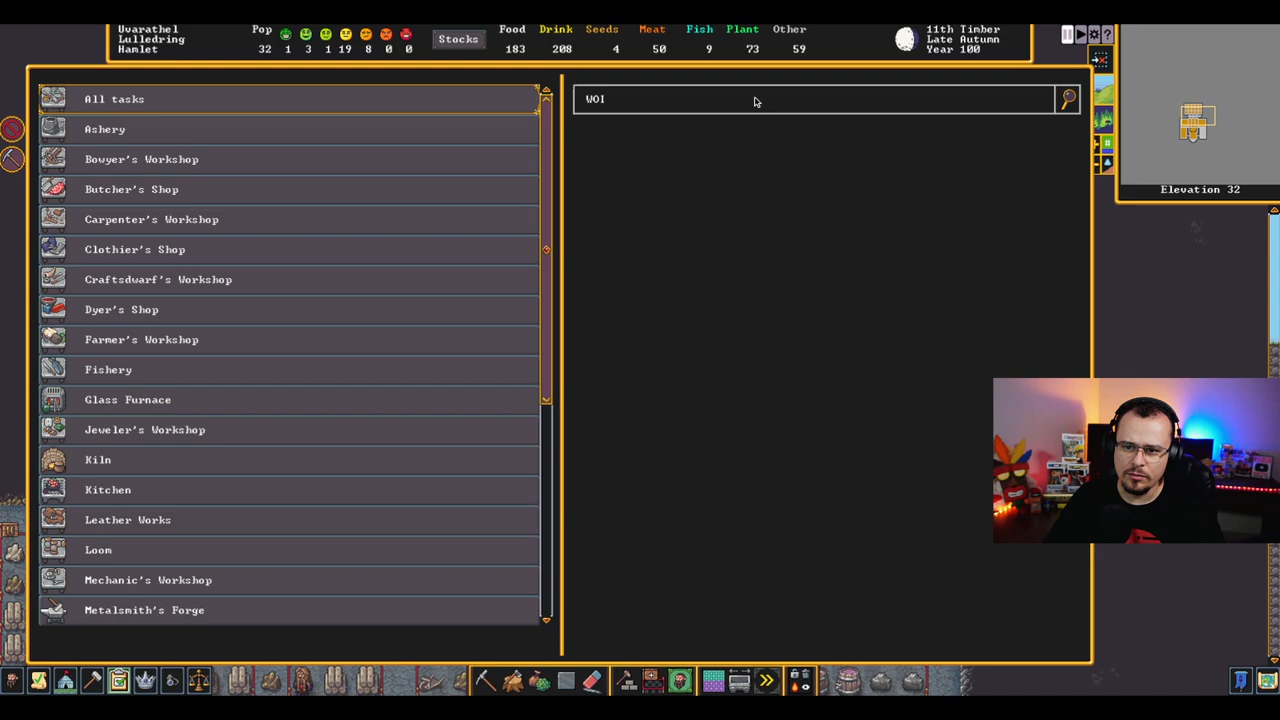 Uvarathel
Lulledring
Hamlet
Pop
32 1 3 1 19 8 0 0
Stocks
Food Drink Seeds Meat Fish Plant Other
183 208 4 50 9 73 59
11th Timber
Late Autumn
Year 100
?
Elevation 32
All tasks
Ashery
Bowyer's Workshop
Butcher's Shop
Carpenter's Workshop
Clothier's Shop
Craftsdwarf's Workshop
Dyer's Shop
Farmer's Workshop
Fishery
Glass Furnace
Jeweler's Workshop
Kiln
Kitchen
Leather Works
Loom
Mechanic's Workshop
Metalsmith's Forge
WOI